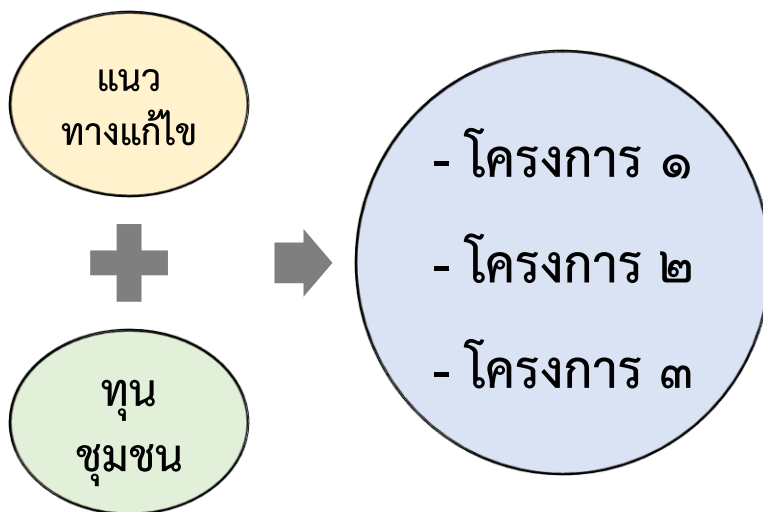 แนว
ทางแก้ไข
ทุน
ชุมชน
- โครงการ ๑
- โครงการ ๒
- โครงการ ๓